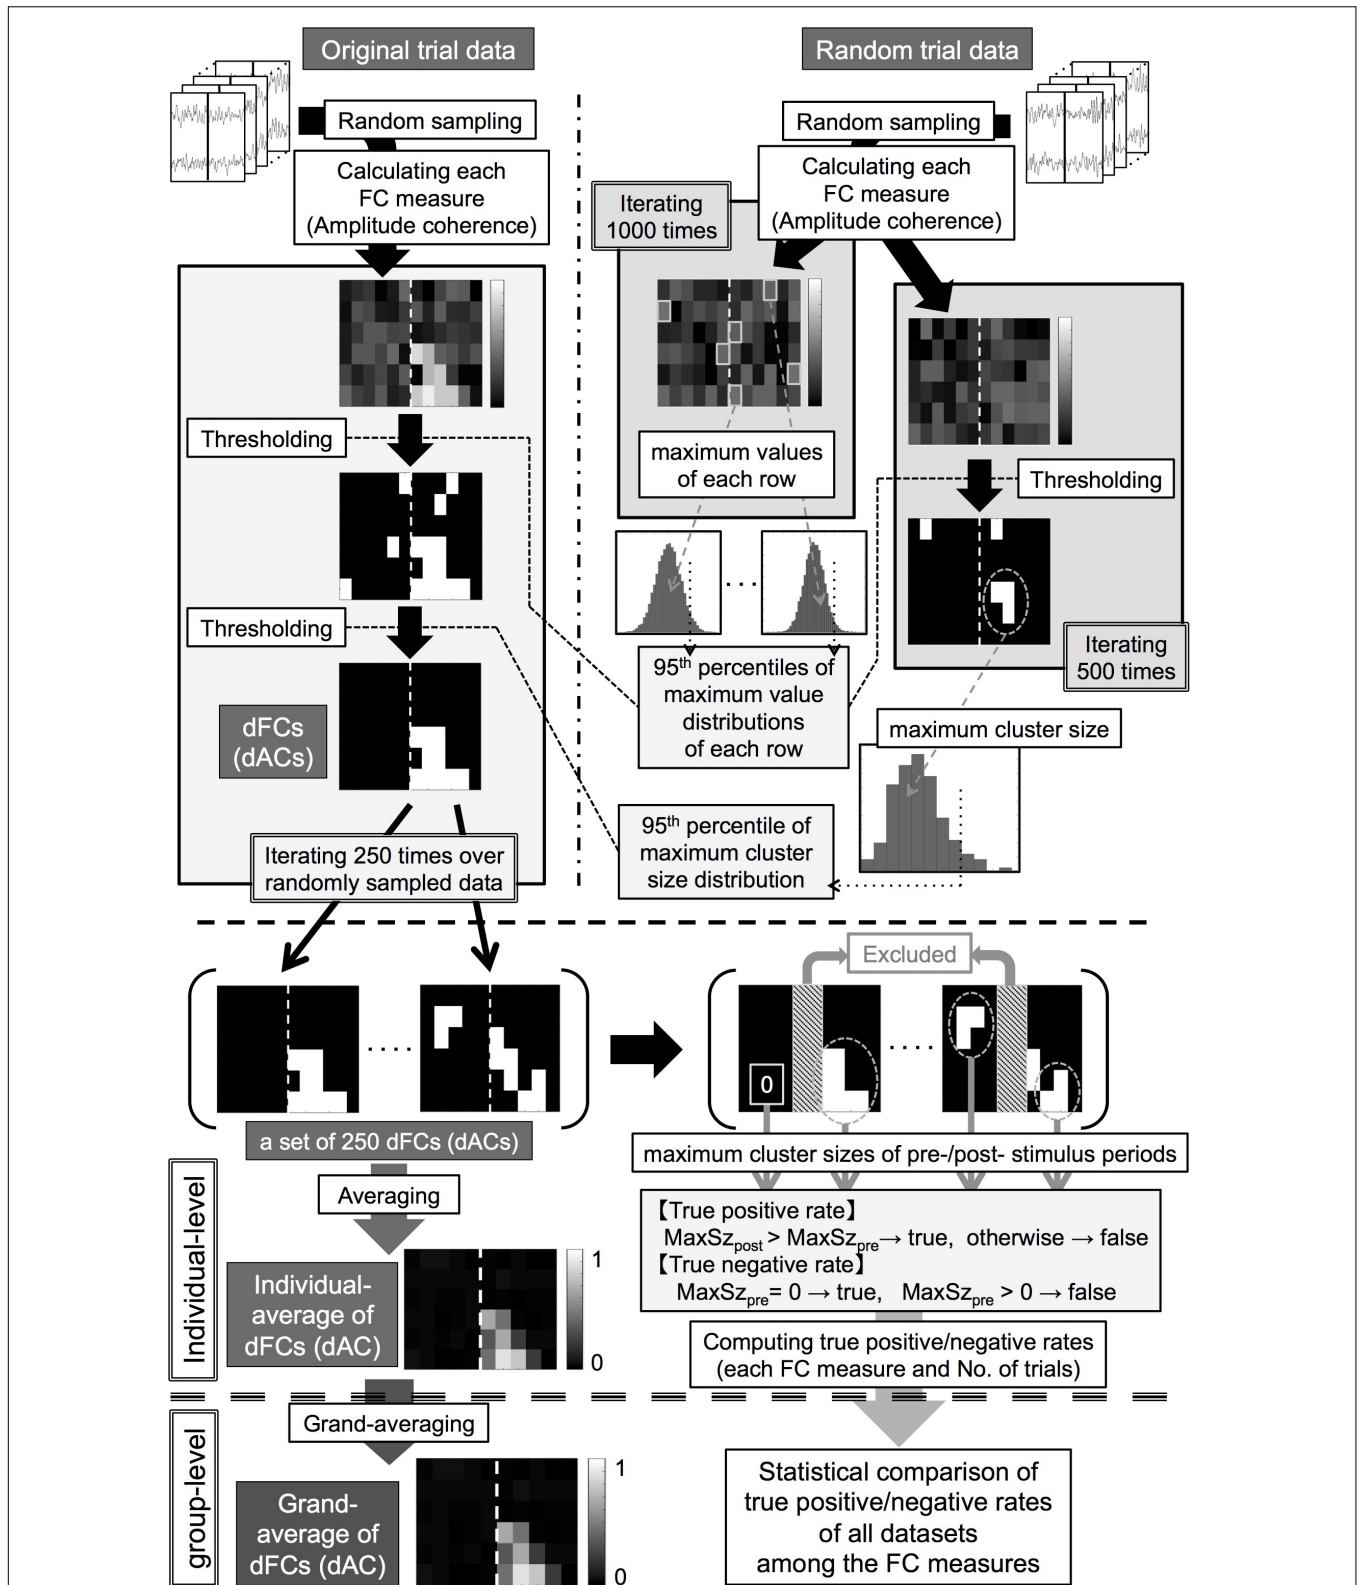 Original trial data
Random trial data
Random sampling
Calculating each
FC measure
(Amplitude coherence)
Random sampling
Calculating each
FC measure
(Amplitude coherence)
Iterating
1000 times
Thresholding
maximum values
of each row
Thresholding
Thresholding
95th percentiles of
maximum value
distributions
of each row
Iterating
500 times
dFCs
(dACs)
maximum cluster size
95th percentile of
maximum cluster
size distribution
Iterating 250 times over
randomly sampled data
Excluded
0
a set of 250 dFCs (dACs)
maximum cluster sizes of pre-/post- stimulus periods
Individual-level
Averaging
【True positive rate】
MaxSzpost > MaxSzpre → true, otherwise → false
【True negative rate】
MaxSzpre = 0 → true, MaxSzpre > 0 → false
Individual-
average of
dFCs (dAC)
1
0
Computing true positive/negative rates
(each FC measure and No. of trials)
group-level
Grand-averaging
Grand-
average of
dFCs (dAC)
1
0
Statistical comparison of
true positive/negative rates
of all datasets
among the FC measures